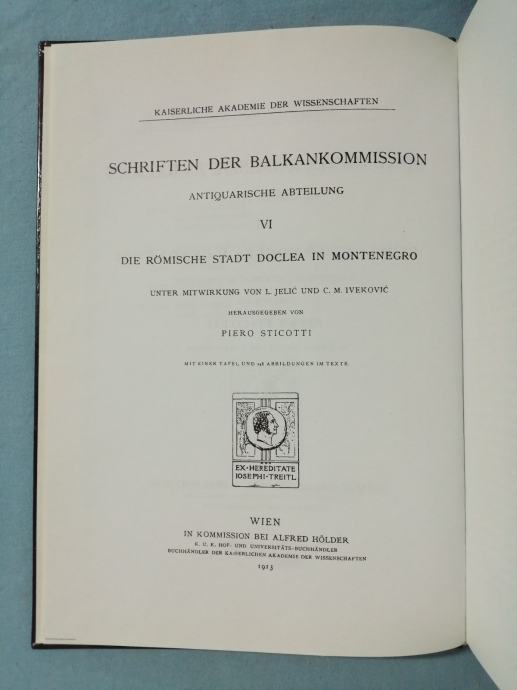 KAISERLICHE AKADEMIE DER WISSENSCHAFTEN
SCHRIFTEN DER BALKANKOMMISSION
ANTIQUARISCHE ABTEILUNG
VI
DIE RÖMISCHE STADT DOCLEA IN MONTENEGRO
UNTER MITWIRKUNG VON L. JELIĆ UND C. M. IVEKOVIĆ
HERAUSGEGEBEN VON
PIERO STICOTTI
MIT EINER TAFEL UND 148 ABBILDUNGEN IM TEXTE.
EX·HEREDITATE
IOSEPHI·TREITL
WIEN
IN KOMMISSION BEI ALFRED HÖLDER
K. U. K. HOF- UND UNIVERSITÄTS-BUCHHÄNDLER
BUCHHÄNDLER DER KAISERLICHEN AKADEMIE DER WISSENSCHAFTEN
1913